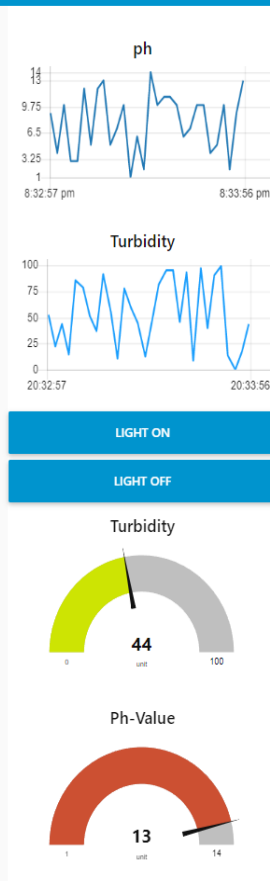 ph
14
13
9.75
6.5
3.25
1
8:32:57 pm 8:33:56 pm
Turbidity
100
75
50
25
0
20:32:57 20:33:56
LIGHT ON
LIGHT OFF
Turbidity
44
0 unit 100
Ph-Value
13
1 unit 14